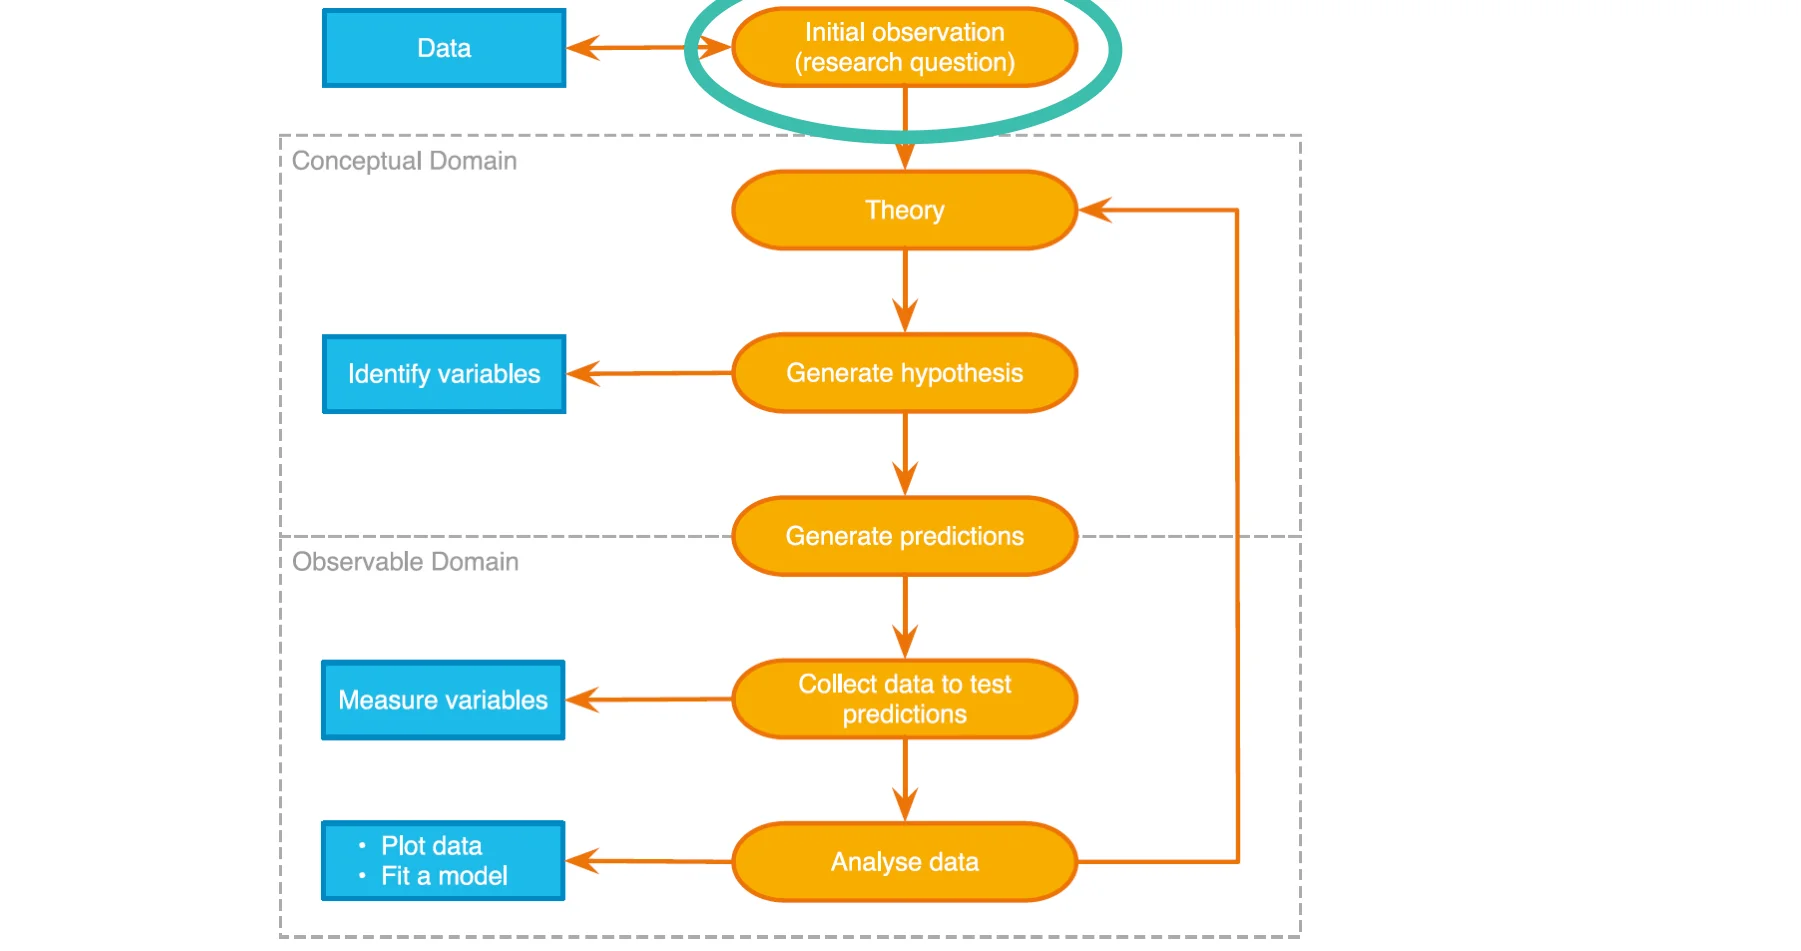 Data
Initial observation
(research question)
Conceptual Domain
Theory
Identify variables
Generate hypothesis
Generate predictions
Observable Domain
Measure variables
Collect data to test
predictions
• Plot data
• Fit a model
Analyse data